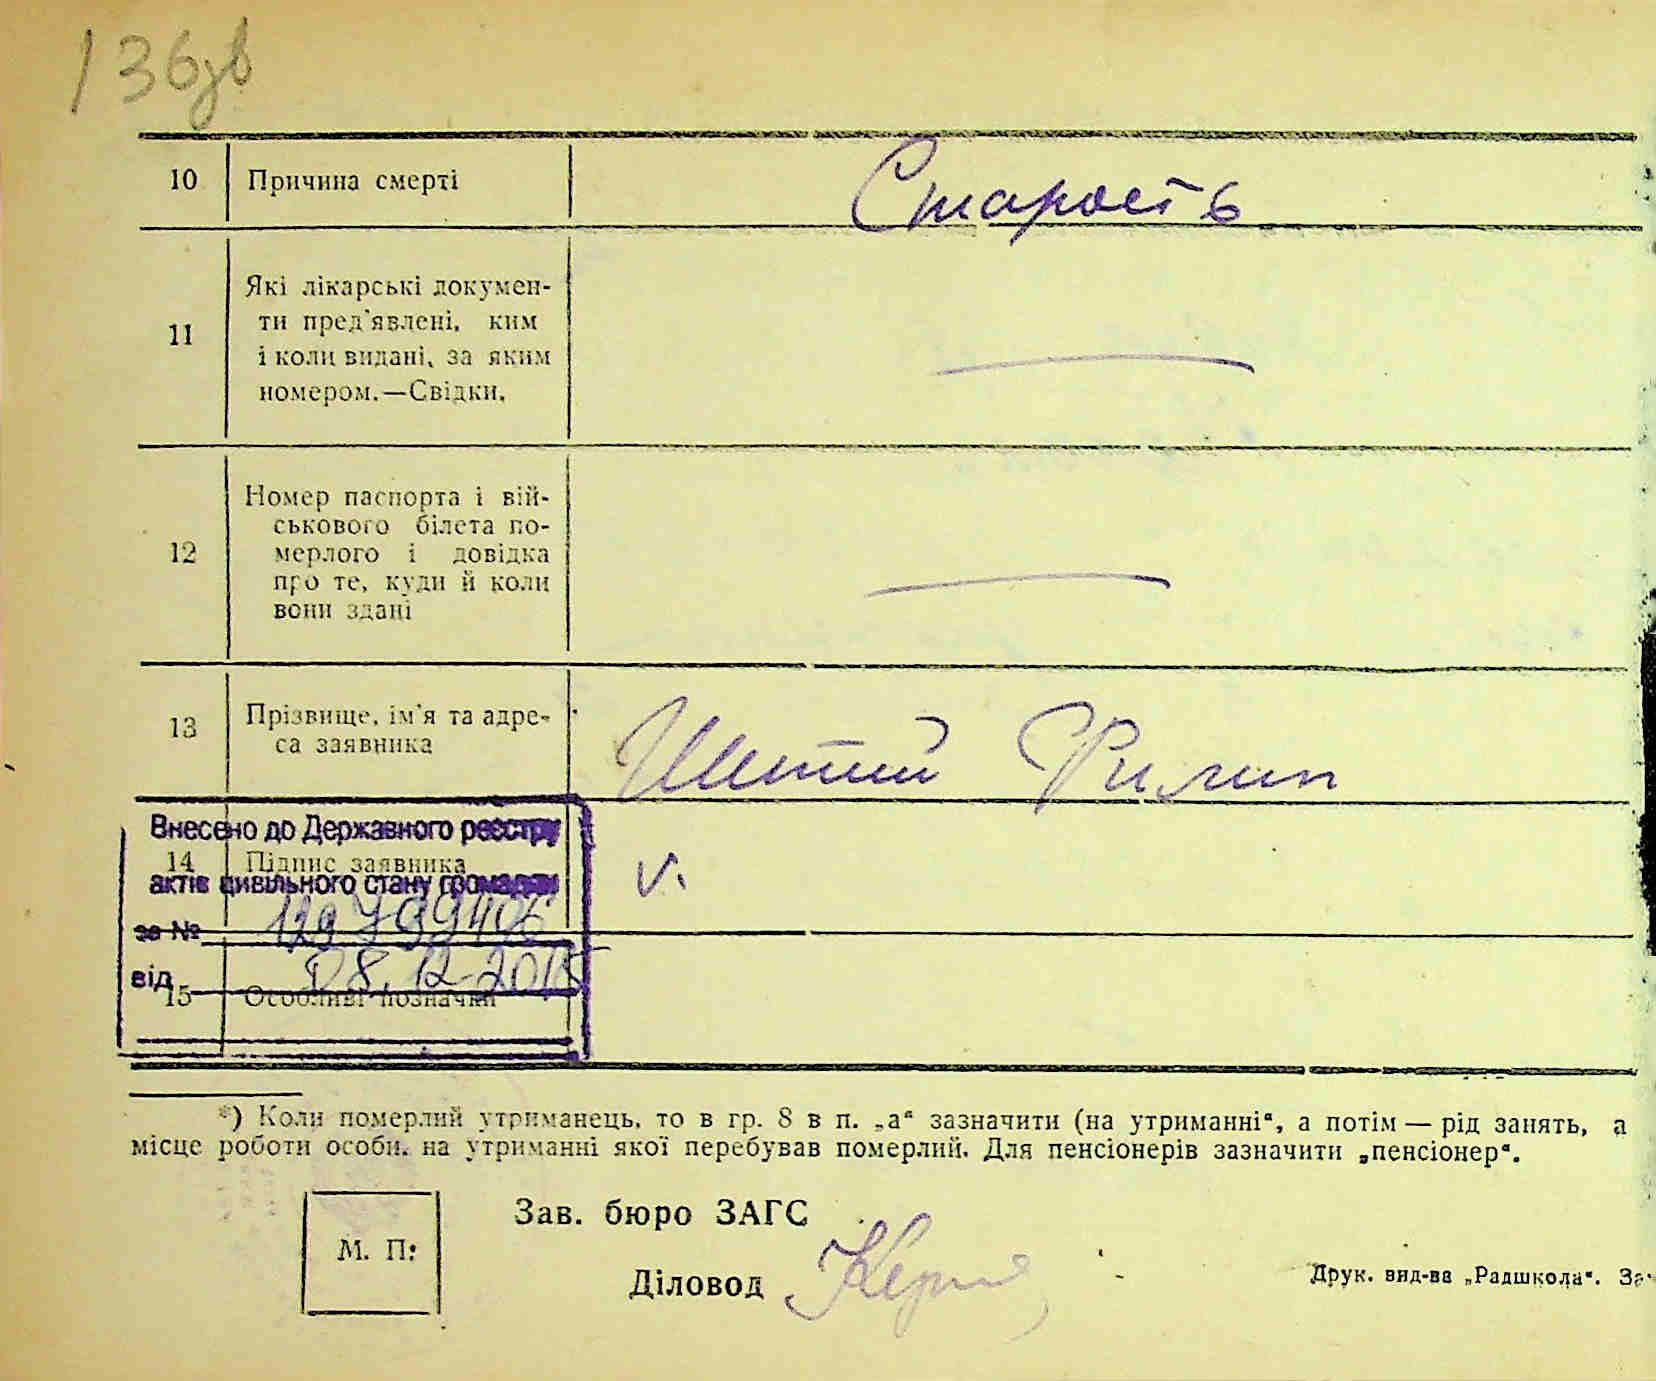 136зв
10 Причина смерті Старость
11 Які лікарські докумен-
ти пред'явлені, ким
і коли видані, за яким
номером.—Свідки.
12 Номер паспорта і вій-
ськового білета по-
мерлого і довідка
про те, куди й коли
вони здані
13 Прізвище, ім'я та адре-
са заявника
Филип
Внесено до Державного реєстру
14 Підпис заявника
актів цивільного стану громадян
за №
від 08.12.2015
15 Особливі позначки
*) Коли померлий утриманець, то в гр. 8 в п. „а“ зазначити (на утриманні“, а потім — рід занять, а
місце роботи особи, на утриманні якої перебував померлий. Для пенсіонерів зазначити „пенсіонер“.
Зав. бюро ЗАГС
М. П:
Діловод
Друк. вид-ва „Радшкола“.